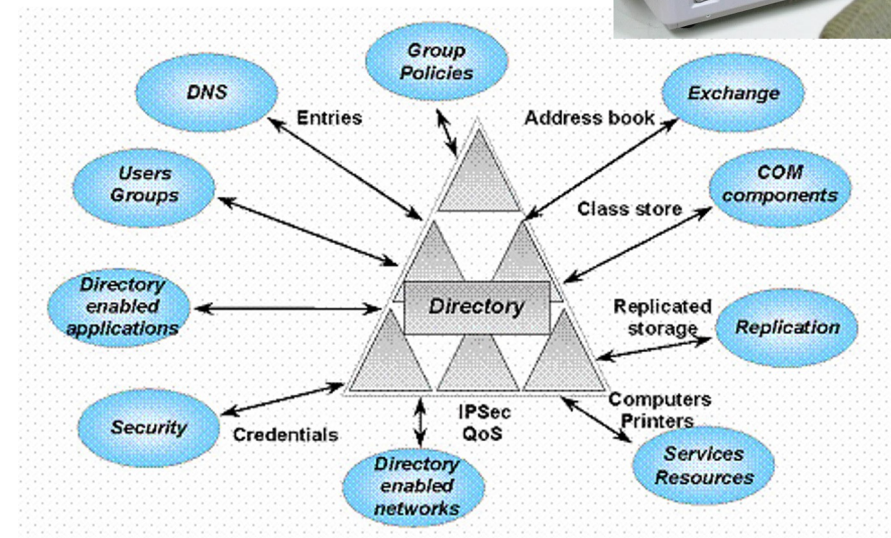 Group
Policies
DNS
Entries
Address book
Exchange
Users
Groups
Class store
COM
components
Directory
enabled
applications
Directory
Replicated
storage
Replication
Security
Credentials
IPSec
QoS
Computers
Printers
Directory
enabled
networks
Services
Resources